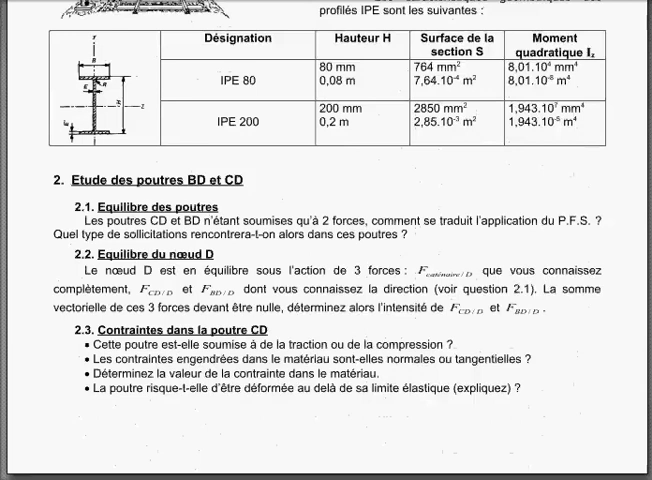 profilés IPE sont les suivantes :
Désignation Hauteur H Surface de la section S Moment quadratique Iz
IPE 80 80 mm 764 mm² 8,01.10⁴ mm⁴
0,08 m 7,64.10⁻⁴ m² 8,01.10⁻⁸ m⁴
IPE 200 200 mm 2850 mm² 1,943.10⁷ mm⁴
0,2 m 2,85.10⁻³ m² 1,943.10⁻⁵ m⁴
2. Etude des poutres BD et CD
2.1. Equilibre des poutres
Les poutres CD et BD n'étant soumises qu'à 2 forces, comment se traduit l'application du P.F.S. ?
Quel type de sollicitations rencontrera-t-on alors dans ces poutres ?
2.2. Equilibre du nœud D
Le nœud D est en équilibre sous l'action de 3 forces : F caténaire / D que vous connaissez
complètement, F CD / D et F BD / D dont vous connaissez la direction (voir question 2.1). La somme
vectorielle de ces 3 forces devant être nulle, déterminez alors l'intensité de F CD / D et F BD / D .
2.3. Contraintes dans la poutre CD
▪ Cette poutre est-elle soumise à de la traction ou de la compression ?
• Les contraintes engendrées dans le matériau sont-elles normales ou tangentielles ?
• Déterminez la valeur de la contrainte dans le matériau.
• La poutre risque-t-elle d'être déformée au delà de sa limite élastique (expliquez) ?